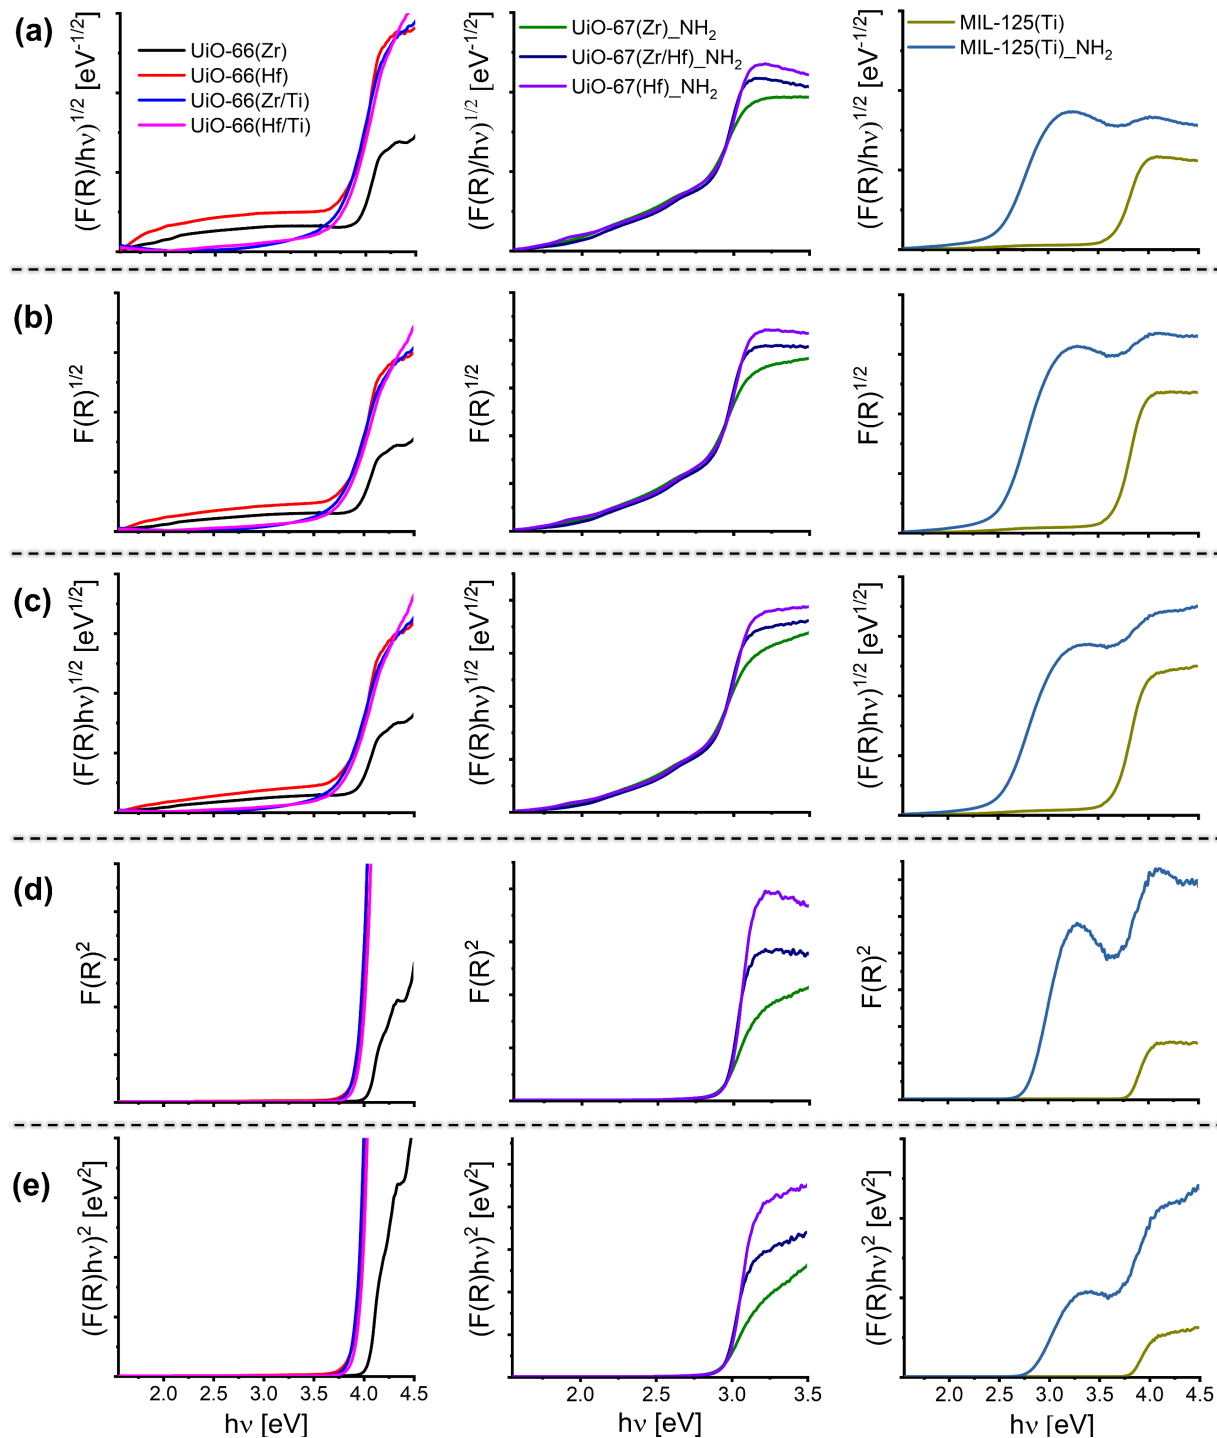 (a)
(F(R)/hν)^1/2 [eV^-1/2]
UiO-66(Zr)
UiO-66(Hf)
UiO-66(Zr/Ti)
UiO-66(Hf/Ti)
(F(R)/hν)^1/2 [eV^-1/2]
UiO-67(Zr)_NH₂
UiO-67(Zr/Hf)_NH₂
UiO-67(Hf)_NH₂
(F(R)/hν)^1/2 [eV^-1/2]
MIL-125(Ti)
MIL-125(Ti)_NH₂
(b)
F(R)^1/2
F(R)^1/2
F(R)^1/2
(c)
(F(R)hν)^1/2 [eV^1/2]
(F(R)hν)^1/2 [eV^1/2]
(F(R)hν)^1/2 [eV^1/2]
(d)
F(R)²
F(R)²
F(R)²
(e)
(F(R)hν)² [eV²]
(F(R)hν)² [eV²]
(F(R)hν)² [eV²]
2.0 2.5 3.0 3.5 4.0 4.5
2.0 2.5 3.0 3.5
2.0 2.5 3.0 3.5 4.0 4.5
hν [eV]
hν [eV]
hν [eV]